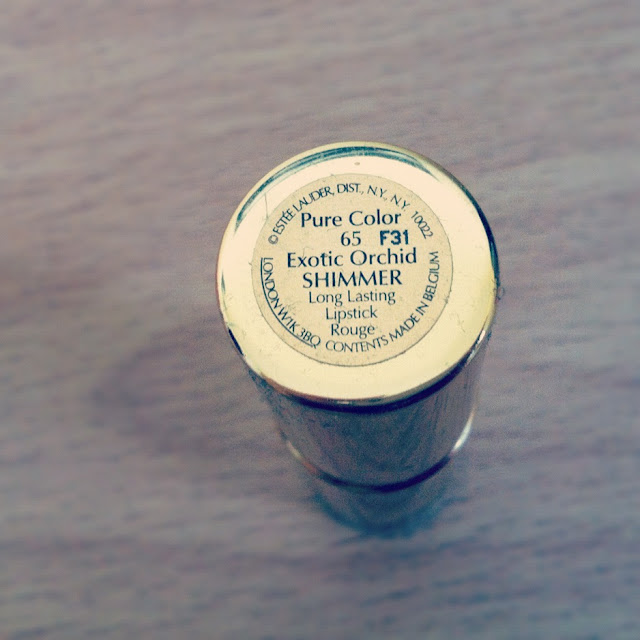 © ESTĒE LAUDER, DIST., N.Y., N.Y. 10022
Pure Color
65 F31
Exotic Orchid
SHIMMER
Long Lasting
Lipstick
Rouge
LONDON W1K 3BQ CONTENTS MADE IN BELGIUM